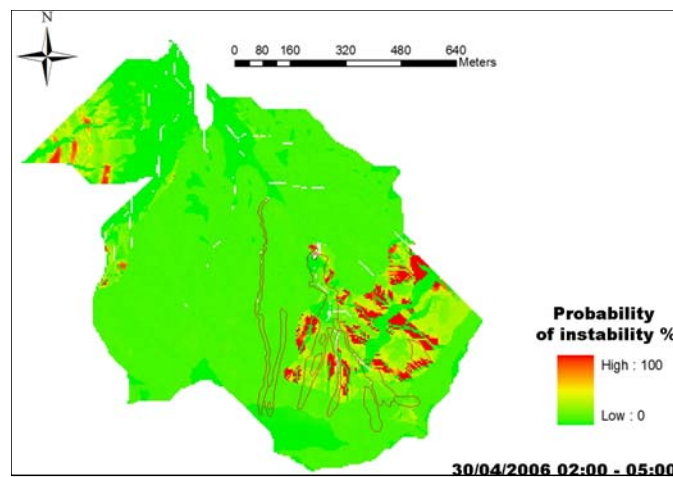 N
0 80 160 320 480 640
Meters
Probability
of instability %
High : 100
Low : 0
30/04/2006 02:00 - 05:00